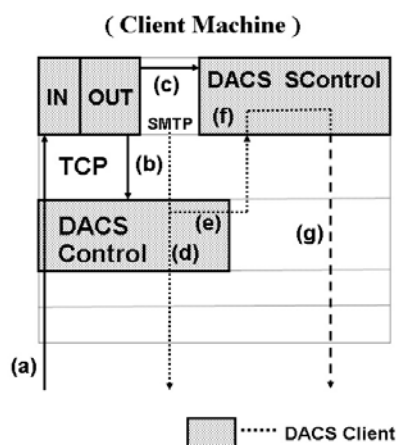 ( Client Machine )
IN OUT (c) DACS SControl
SMTP (f)
TCP (b)
DACS Control (e) (d) (g)
(a)
DACS Client